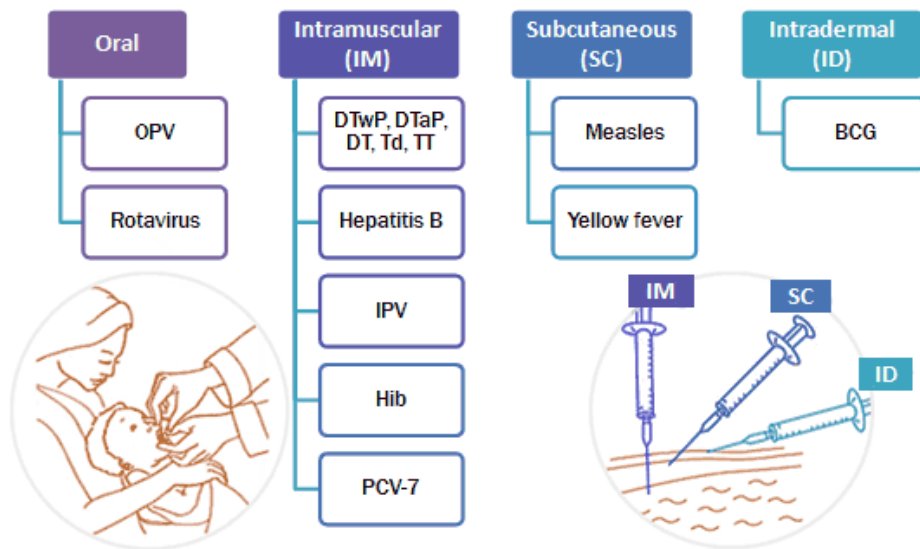 Oral
OPV
Rotavirus
Intramuscular
(IM)
DTwP, DTaP,
DT, Td, TT
Hepatitis B
IPV
Hib
PCV-7
Subcutaneous
(SC)
Measles
Yellow fever
Intradermal
(ID)
BCG
IM
SC
ID